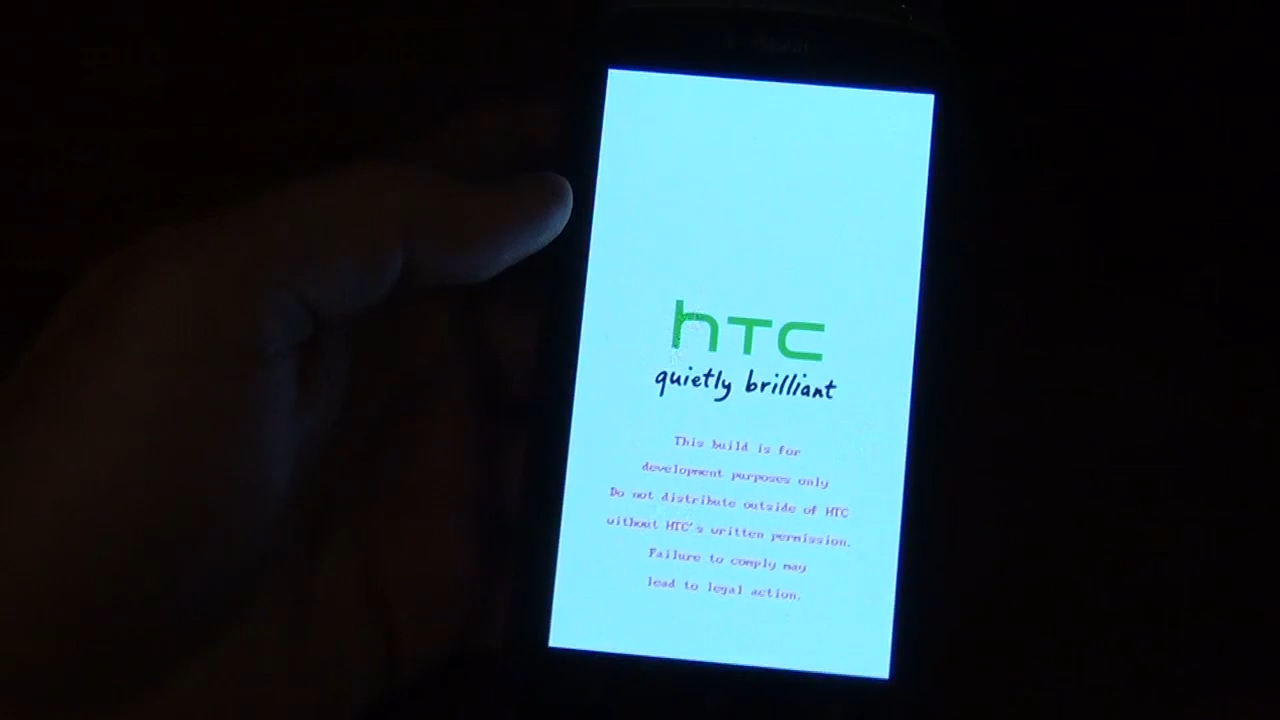 hTC
quietly brilliant
This build is for
development purposes only
Do not distribute outside of HTC
without HTC's written permission.
Failure to comply may
lead to legal action.